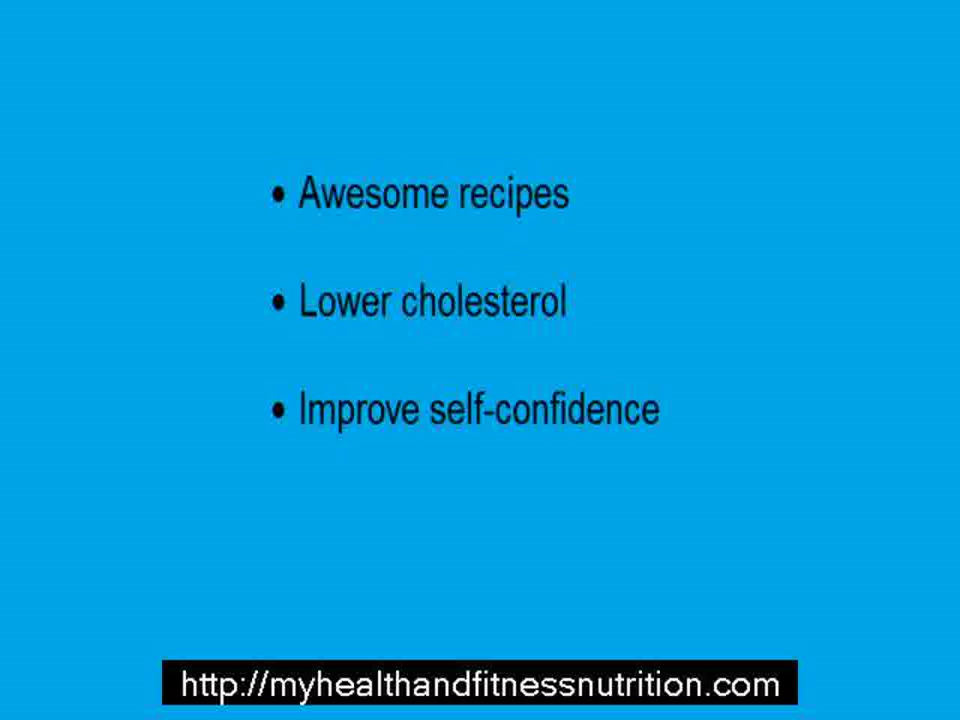 • Awesome recipes
• Lower cholesterol
• Improve self-confidence
http://myhealthandfitnessnutrition.com